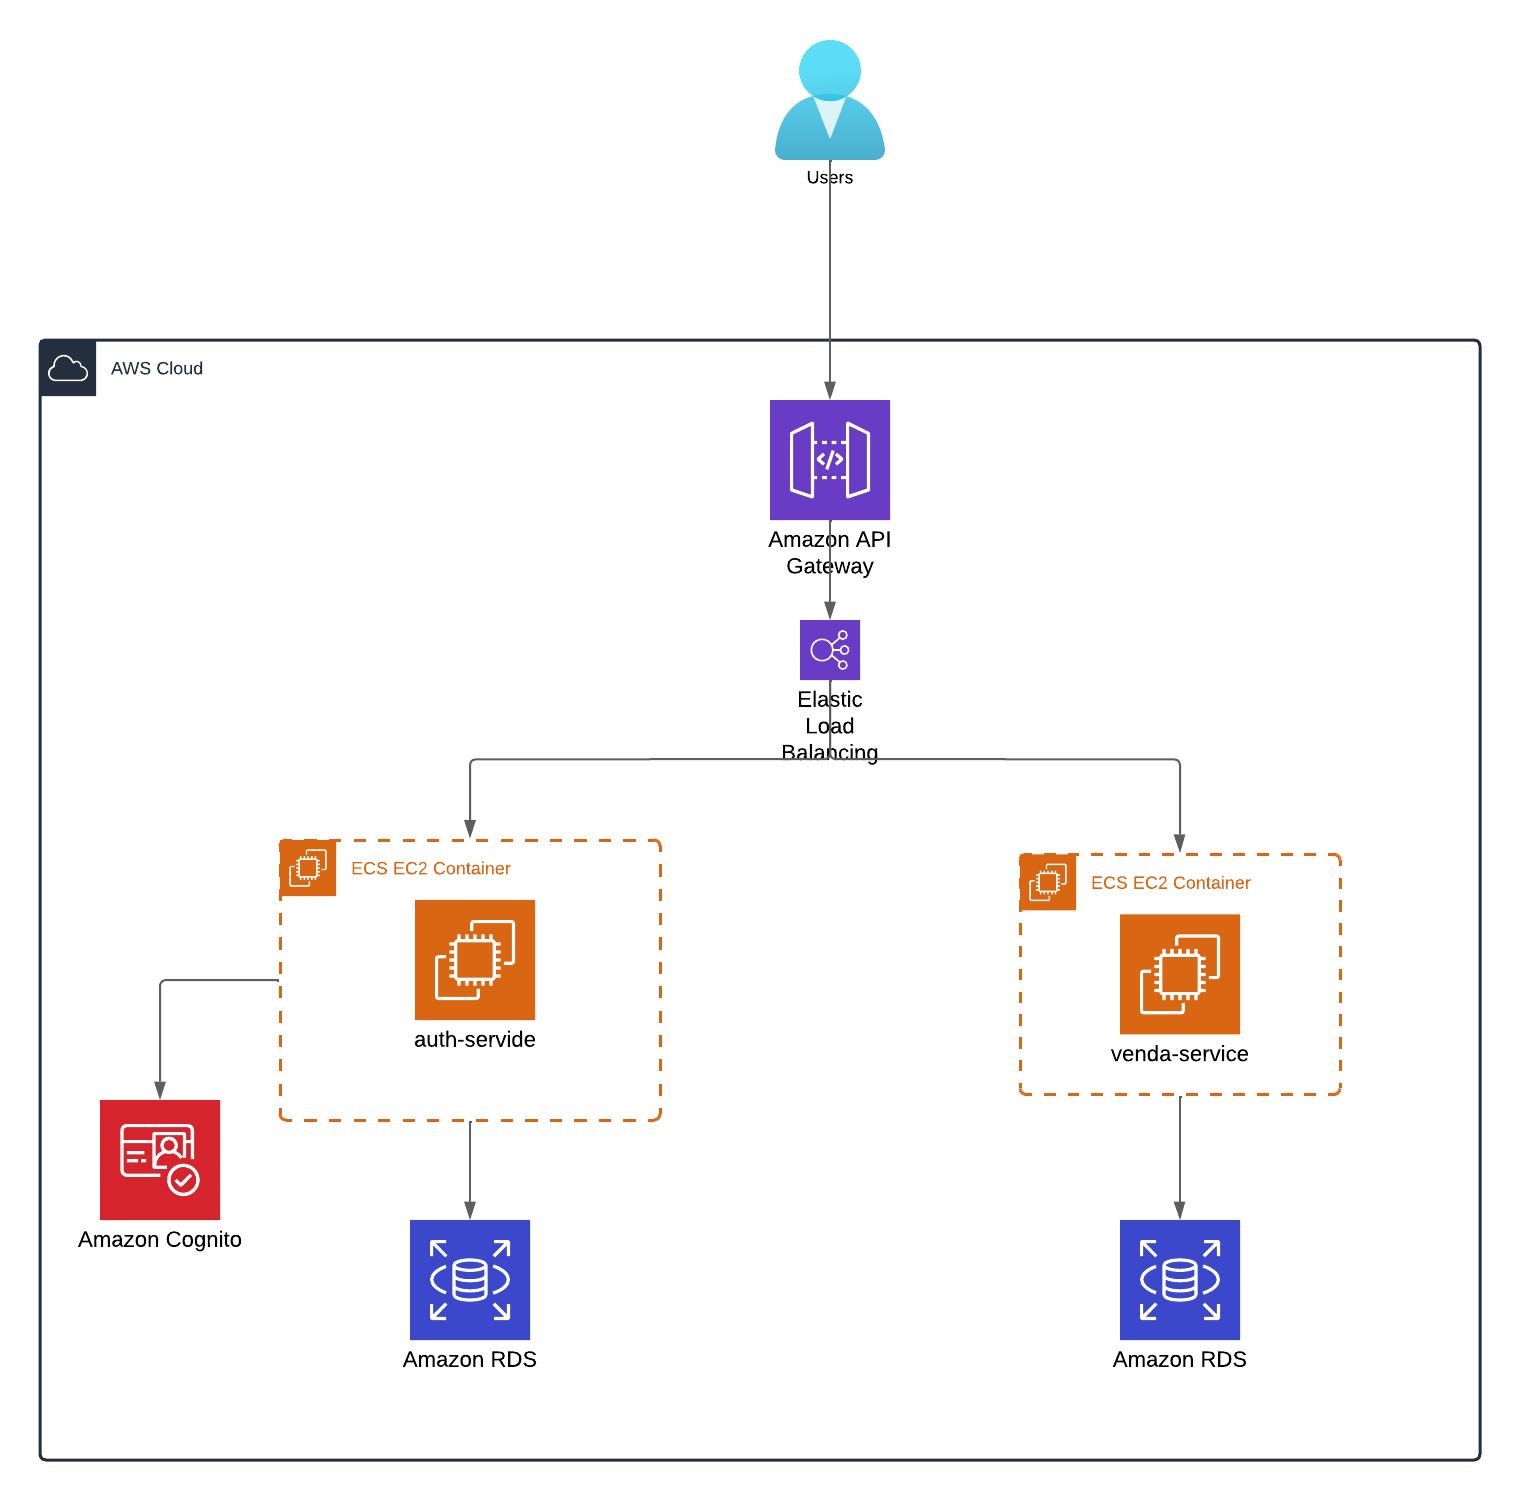 Users
AWS Cloud
Amazon API
Gateway
Elastic
Load
Balancing
ECS EC2 Container
ECS EC2 Container
auth-servide
venda-service
Amazon Cognito
Amazon RDS
Amazon RDS